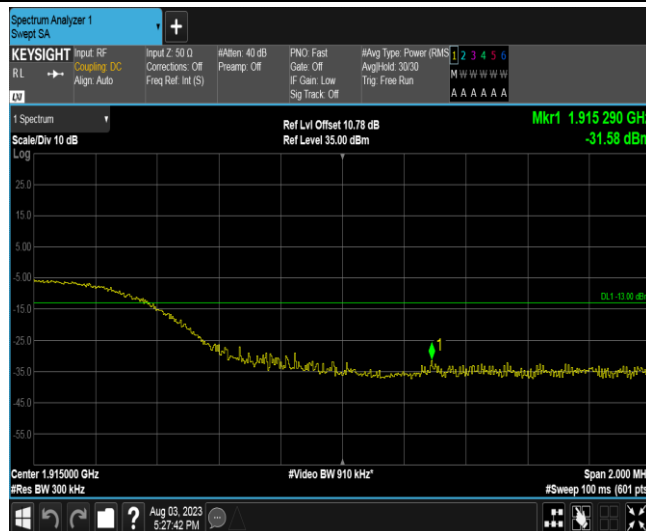 Spectrum Analyzer 1
Swept SA
KEYSIGHT
RL
Input: RF
Coupling: DC
Align: Auto
Input Z: 50 Ω
Corrections: Off
Freq Ref: Int (S)
#Atten: 40 dB
Preamp: Off
PNO: Fast
Gate: Off
IF Gain: Low
Sig Track: Off
#Avg Type: Power (RMS
Avg|Hold: 30/30
Trig: Free Run
1 2 3 4 5 6
M W W W W W
A A A A A A
1 Spectrum
Scale/Div 10 dB
Ref Lvl Offset 10.78 dB
Ref Level 35.00 dBm
Mkr1 1.915 290 GHz
-31.58 dBm
Log
25.0
15.0
5.00
-5.00
DL1 -13.00 dBm
-15.0
-25.0
1
-35.0
-45.0
-55.0
Center 1.915000 GHz
#Video BW 910 kHz*
Span 2.000 MHz
#Res BW 300 kHz
#Sweep 100 ms (601 pts)
Aug 03, 2023
5:27:42 PM